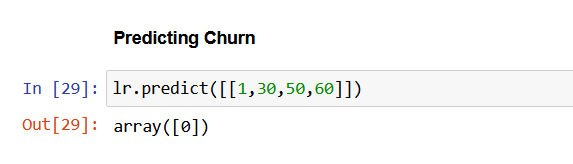 Predicting Churn
In [29]: lr.predict([[1,30,50,60]])
Out[29]: array([0])